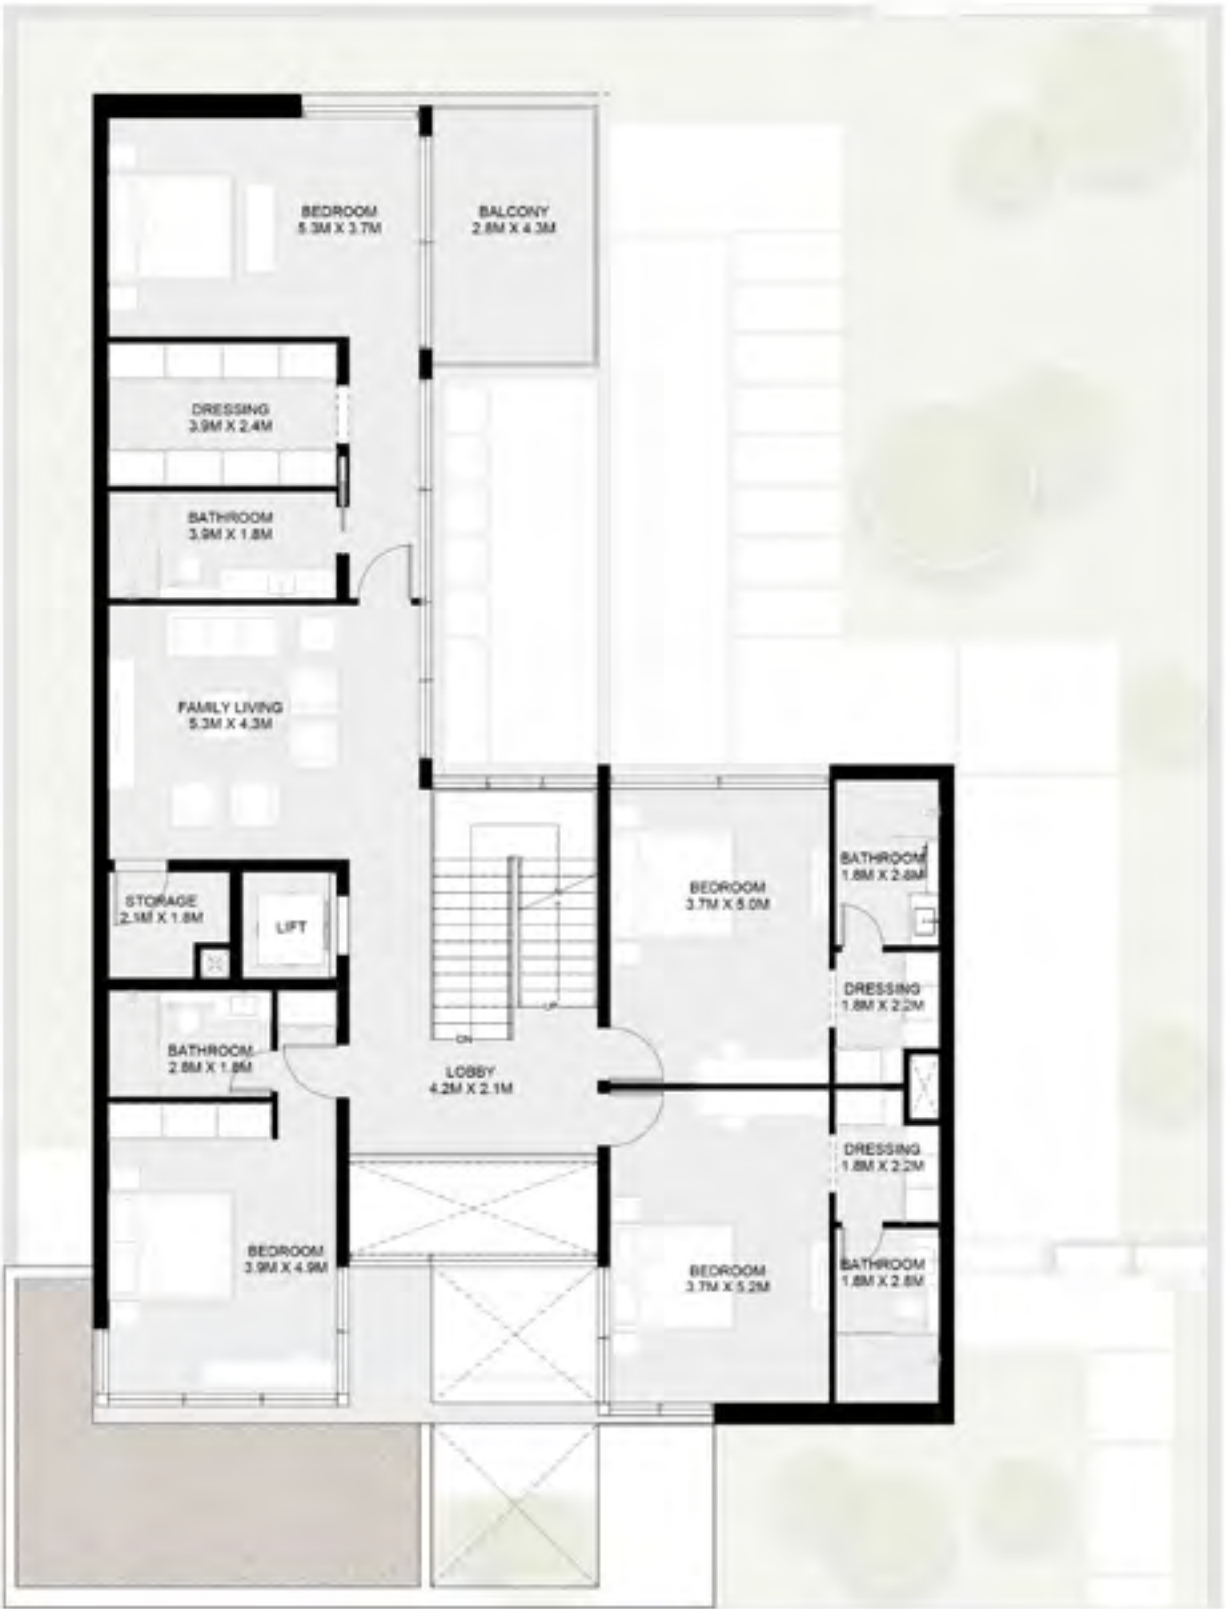 BEDROOM
5.3M X 3.7M
BALCONY
2.8M X 4.3M
DRESSING
3.9M X 2.4M
BATHROOM
3.9M X 1.8M
FAMILY LIVING
5.3M X 4.3M
STORAGE
2.1M X 1.8M
LIFT
BEDROOM
3.7M X 5.0M
BATHROOM
1.8M X 2.8M
DRESSING
1.8M X 2.2M
UP
DN
BATHROOM
2.8M X 1.8M
LOBBY
4.2M X 2.1M
DRESSING
1.8M X 2.2M
BEDROOM
3.9M X 4.9M
BEDROOM
3.7M X 5.2M
BATHROOM
1.8M X 2.8M